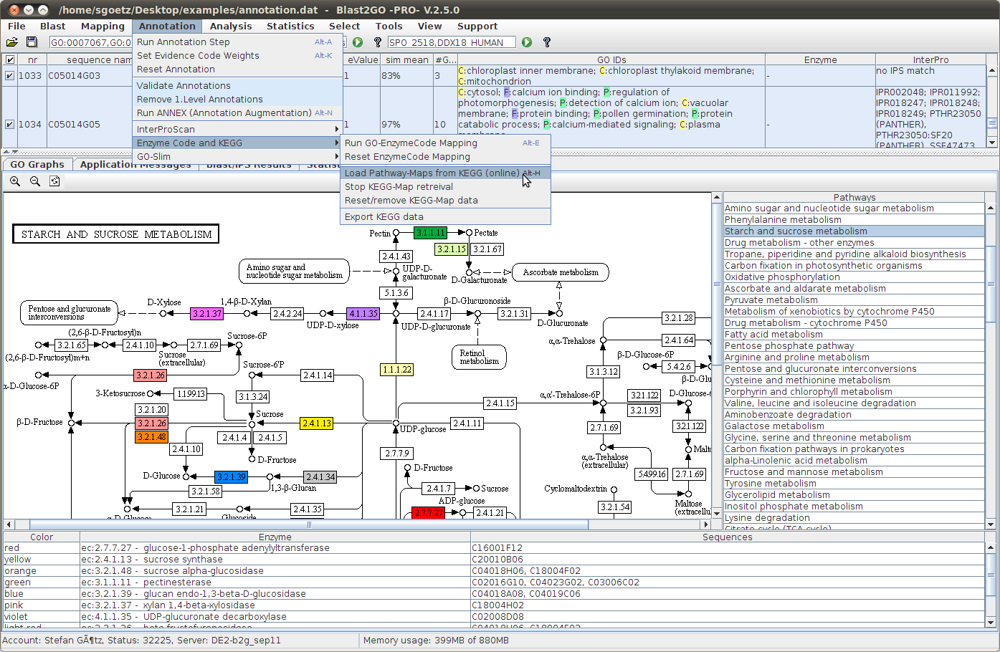 /home/sgoetz/Desktop/examples/annotation.dat - Blast2GO -PRO- V.2.5.0
File Blast Mapping Annotation Analysis Statistics Select Tools View Support
GO:0007067,GO:0
SPO_2518,DDX18_HUMAN
Run Annotation Step Alt-A
Set Evidence Code Weights Alt-K
Reset Annotation
Validate Annotations
Remove 1.Level Annotations
Run ANNEX (Annotation Augmentation) Alt-N
InterProScan
Enzyme Code and KEGG
GO-Slim
Run GO-EnzymeCode Mapping Alt-E
Reset EnzymeCode Mapping
Load Pathway-Maps from KEGG (online) Alt-H
Stop KEGG-Map retreival
Reset/remove KEGG-Map data
Export KEGG data
nr sequence nam eValue sim mean #G... GO IDs Enzyme InterPro
1033 C05014G03 1 83% 3
C:chloroplast inner membrane; C:chloroplast thylakoid membrane;
C:mitochondrion
-
no IPS match
1034 C05014G05 1 97% 10
C:cytosol; F:calcium ion binding; P:regulation of
photomorphogenesis; P:detection of calcium ion; C:vacuolar
membrane; F:protein binding; P:pollen germination; P:protein
catabolic process; P:calcium-mediated signaling; C:plasma
-
IPR002048; IPR011992;
IPR018247; IPR018248;
IPR018249; PTHR23050
(PANTHER),
PTHR23050:SF20
(PANTHER), SSF47473
GO Graphs Application Messages Blast/IPS Results Statis
STARCH AND SUCROSE METABOLISM
Pectin 3.1.1.11 Pectate
3.2.1.15 3.2.1.67
2.4.1.43
Amino sugar and
nucleotide sugar metabolism
UDP-D-
galacturonate
D-Galacturonate
Ascorbate metabolism
5.1.3.6
Pentose and glucuronate
interconversions
D-Xylose
3.2.1.37
1,4-β-D-Xylan
2.4.2.24
UDP-D-xylose
4.1.1.35
2.4.1.17
UDP-D-glucuronate
β-D-Glucuronoside
3.2.1.31
D-Glucuronate
3.2.1.28
α,α-Trehalose
2.4.1.64
(2,6-β-D-Fructosyl)n
3.2.1.65
2.4.1.10
2.7.1.69
Sucrose-6P
(2,6-β-D-Fructosyl)m+n
Sucrose
(extracellular)
Retinol
metabolism
β-D-Glucose-6P
5.4.2.6
β-D-Glu
α-D-Glucose-6P
3.2.1.26
Sucrose-6'P
2.4.1.14
1.1.1.22
3.1.3.12
3-Ketosucrose
1.1.99.13
3.1.3.24
α,α'-Trehalose-6P
3.2.1.122
3.2.1.93
D-Glucose-6
2.4.1.15
3.2.1.20
β-D-Fructose
3.2.1.26
3.2.1.48
Sucrose
2.4.1.13
UDP-glucose
2.4.1.11
2.7.1.69
3.2.1.122
2.4.1.10
2.4.1.4
2.4.1.5
D-Fructose
2.7.7.9
α,α-Trehalose
(extracellular)
Malto
D-Glucose
3.2.1.39
2.4.1.34
D-Fructose
5.4.99.16
2.7.1.69
3.2.1.58
1,3-β-Glucan
2.4.1.7
Sucrose
Cyclomaltodextrin
ADP-glucose
Maltose
(extracellul
3.2.1.21
2.4.1.35
2.7.7.27
2.4.1.21
3.2.1.54
α-D-Glucose
Glucoside
Pathways
Amino sugar and nucleotide sugar metabolism
Phenylalanine metabolism
Starch and sucrose metabolism
Drug metabolism - other enzymes
Tropane, piperidine and pyridine alkaloid biosynthesis
Carbon fixation in photosynthetic organisms
Oxidative phosphorylation
Ascorbate and aldarate metabolism
Pyruvate metabolism
Metabolism of xenobiotics by cytochrome P450
Drug metabolism - cytochrome P450
Fatty acid metabolism
Pentose phosphate pathway
Arginine and proline metabolism
Pentose and glucuronate interconversions
Cysteine and methionine metabolism
Porphyrin and chlorophyll metabolism
Valine, leucine and isoleucine degradation
Aminobenzoate degradation
Galactose metabolism
Glycine, serine and threonine metabolism
Carbon fixation pathways in prokaryotes
alpha-Linolenic acid metabolism
Fructose and mannose metabolism
Tyrosine metabolism
Glycerolipid metabolism
Inositol phosphate metabolism
Lysine degradation
Citrate cycle (TCA cycle)
Color Enzyme Sequences
red ec:2.7.7.27 - glucose-1-phosphate adenylyltransferase C16001F12
yellow ec:2.4.1.13 - sucrose synthase C20010B06
orange ec:3.2.1.48 - sucrose alpha-glucosidase C04018H06, C18004F02
green ec:3.1.1.11 - pectinesterase C02016G10, C04023G02, C03006C02
blue ec:3.2.1.39 - glucan endo-1,3-beta-D-glucosidase C04018A08, C04019C06
pink ec:3.2.1.37 - xylan 1,4-beta-xylosidase C18004H02
violet ec:4.1.1.35 - UDP-glucuronate decarboxylase C02008D08
light red ec:3.2.1.26 - beta-fructofuranosidase C04018H06, C18004F02
Account: Stefan GÃ¶tz, Status: 32225, Server: DE2-b2g_sep11 Memory usage: 399MB of 880MB